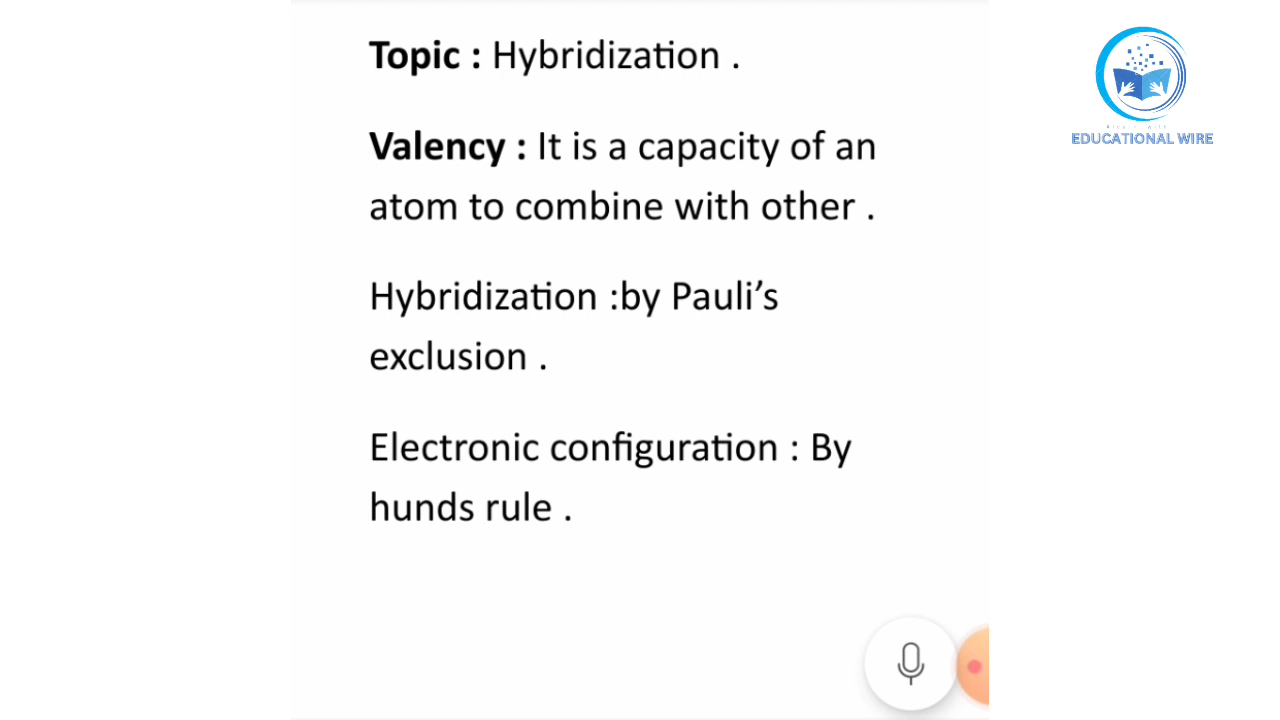 Topic : Hybridization .
EDUCATIONAL WIRE
Valency : It is a capacity of an
atom to combine with other .
Hybridization :by Pauli’s
exclusion .
Electronic configuration : By
hunds rule .